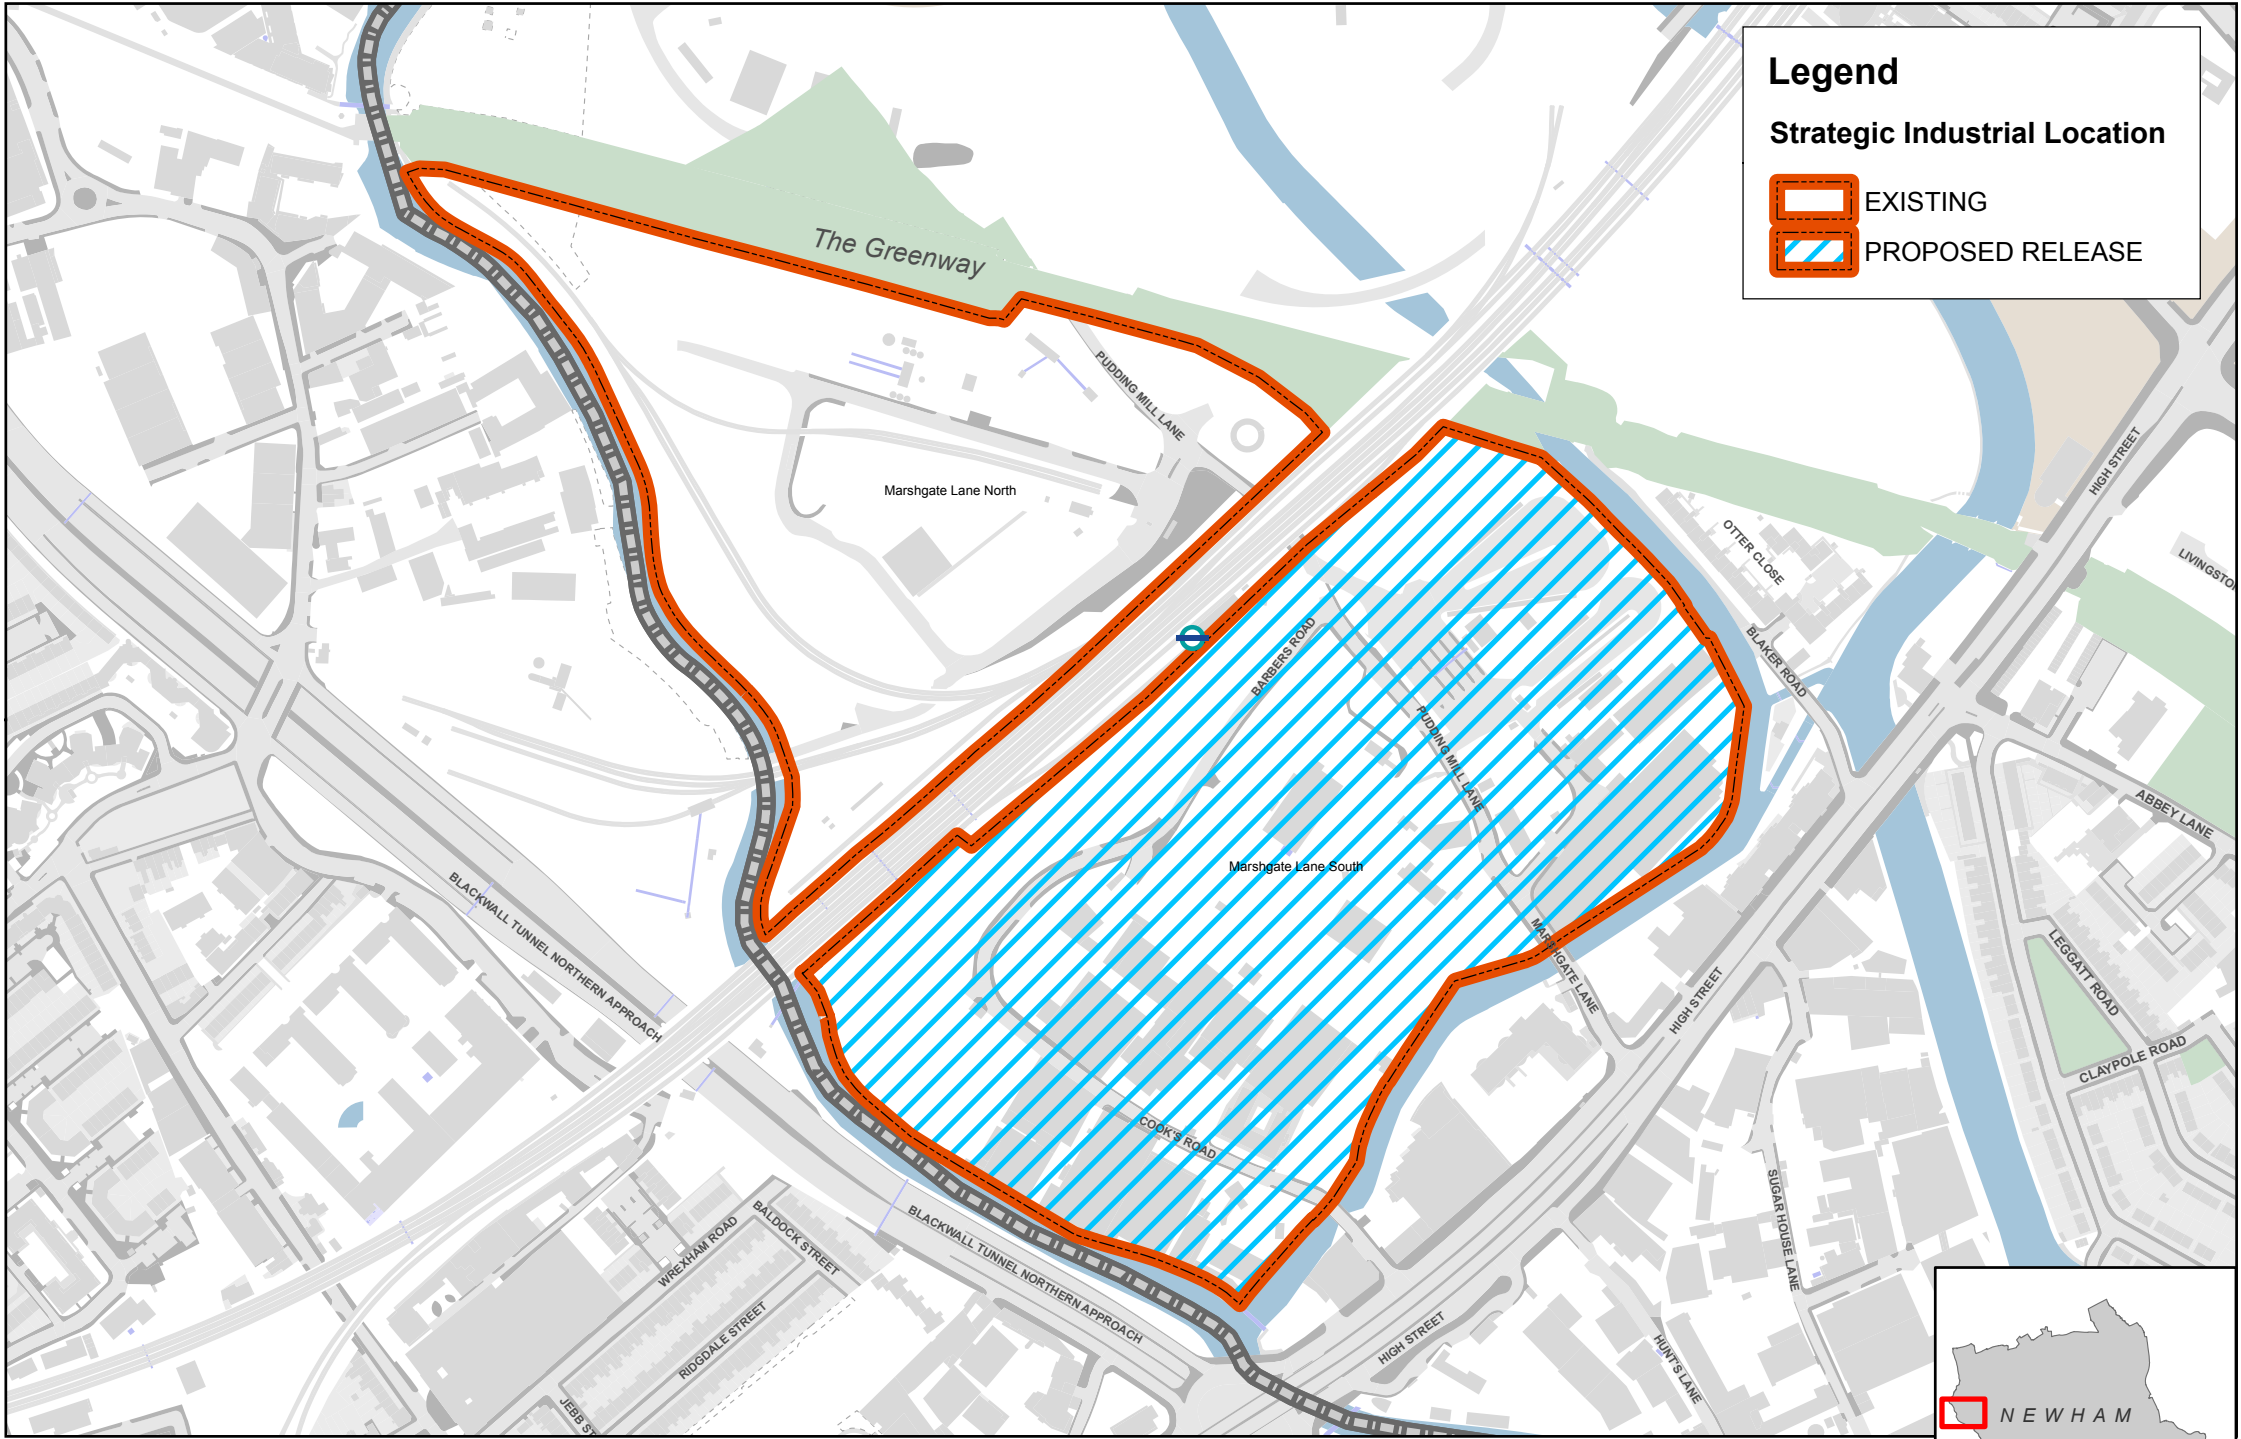 Legend
Strategic Industrial Location
EXISTING
PROPOSED RELEASE
The Greenway
PUDDING MILL LANE
Marshgate Lane North
HIGH STREET
OTTER CLOSE
LIVINGSTO
BARBERS ROAD
BLAKER ROAD
PUDDING MILL LANE
ABBEY LANE
Marshgate Lane South
BLACKWALL TUNNEL NORTHERN APPROACH
MARSHGATE LANE
HIGH STREET
LEGGATT ROAD
CLAYPOLE ROAD
COOK'S ROAD
SUGAR HOUSE LANE
WREXHAM ROAD
BALDOCK STREET
BLACKWALL TUNNEL NORTHERN APPROACH
RIDGDALE STREET
HIGH STREET
HUNT'S LANE
JEBB ST
NEWHAM